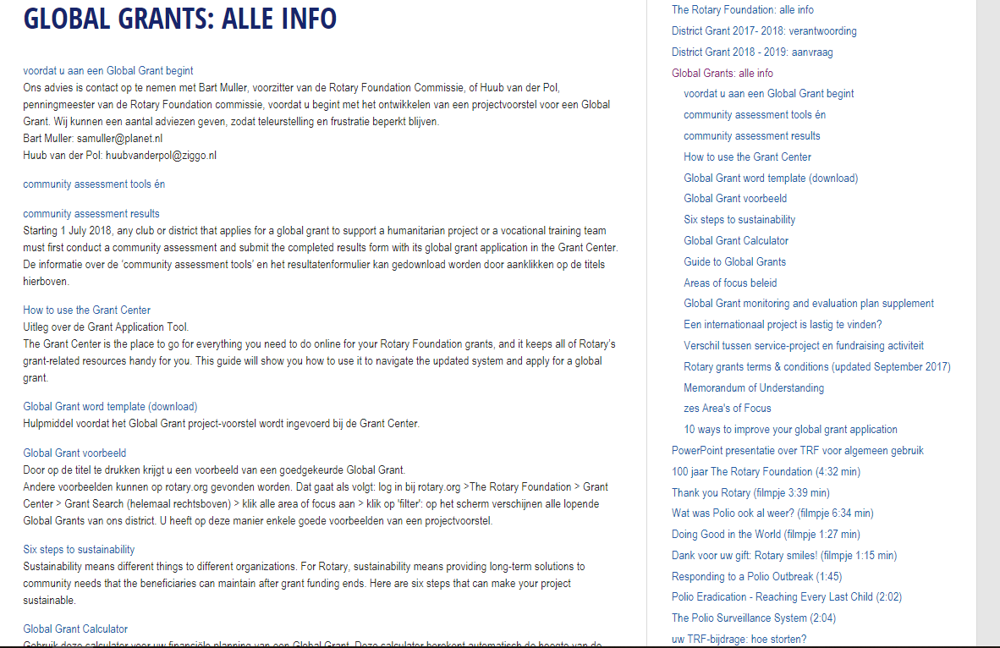 GLOBAL GRANTS: ALLE INFO
voordat u aan een Global Grant begint
Ons advies is contact op te nemen met Bart Muller, voorzitter van de Rotary Foundation Commissie, of Huub van der Pol,
penningmeester van de Rotary Foundation commissie, voordat u begint met het ontwikkelen van een projectvoorstel voor een Global
Grant. Wij kunnen een aantal adviezen geven, zodat teleurstelling en frustratie beperkt blijven.
Bart Muller: samuller@planet.nl
Huub van der Pol: huubvanderpol@ziggo.nl
community assessment tools én
community assessment results
Starting 1 July 2018, any club or district that applies for a global grant to support a humanitarian project or a vocational training team
must first conduct a community assessment and submit the completed results form with its global grant application in the Grant Center.
De informatie over de 'community assessment tools' en het resultatenformulier kan gedownload worden door aanklikken op de titels
hierboven.
How to use the Grant Center
Uitleg over de Grant Application Tool.
The Grant Center is the place to go for everything you need to do online for your Rotary Foundation grants, and it keeps all of Rotary's
grant-related resources handy for you. This guide will show you how to use it to navigate the updated system and apply for a global
grant.
Global Grant word template (download)
Hulpmiddel voordat het Global Grant project-voorstel wordt ingevoerd bij de Grant Center.
Global Grant voorbeeld
Door op de titel te drukken krijgt u een voorbeeld van een goedgekeurde Global Grant.
Andere voorbeelden kunnen op rotary.org gevonden worden. Dat gaat als volgt: log in bij rotary.org >The Rotary Foundation > Grant
Center > Grant Search (helemaal rechtsboven) > klik alle area of focus aan > klik op 'filter': op het scherm verschijnen alle lopende
Global Grants van ons district. U heeft op deze manier enkele goede voorbeelden van een projectvoorstel.
Six steps to sustainability
Sustainability means different things to different organizations. For Rotary, sustainability means providing long-term solutions to
community needs that the beneficiaries can maintain after grant funding ends. Here are six steps that can make your project
sustainable.
Global Grant Calculator
Gebruik deze calculator voor uw financiële planning van een Global Grant. Deze calculator berekent automatisch de hoogte van de
The Rotary Foundation: alle info
District Grant 2017- 2018: verantwoording
District Grant 2018 - 2019: aanvraag
Global Grants: alle info
voordat u aan een Global Grant begint
community assessment tools én
community assessment results
How to use the Grant Center
Global Grant word template (download)
Global Grant voorbeeld
Six steps to sustainability
Global Grant Calculator
Guide to Global Grants
Areas of focus beleid
Global Grant monitoring and evaluation plan supplement
Een internationaal project is lastig te vinden?
Verschil tussen service-project en fundraising activiteit
Rotary grants terms & conditions (updated September 2017)
Memorandum of Understanding
zes Area's of Focus
10 ways to improve your global grant application
PowerPoint presentatie over TRF voor algemeen gebruik
100 jaar The Rotary Foundation (4:32 min)
Thank you Rotary (filmpje 3:39 min)
Wat was Polio ook al weer? (filmpje 6:34 min)
Doing Good in the World (filmpje 1:27 min)
Dank voor uw gift: Rotary smiles! (filmpje 1:15 min)
Responding to a Polio Outbreak (1:45)
Polio Eradication - Reaching Every Last Child (2:02)
The Polio Surveillance System (2:04)
uw TRF-bijdrage: hoe storten?